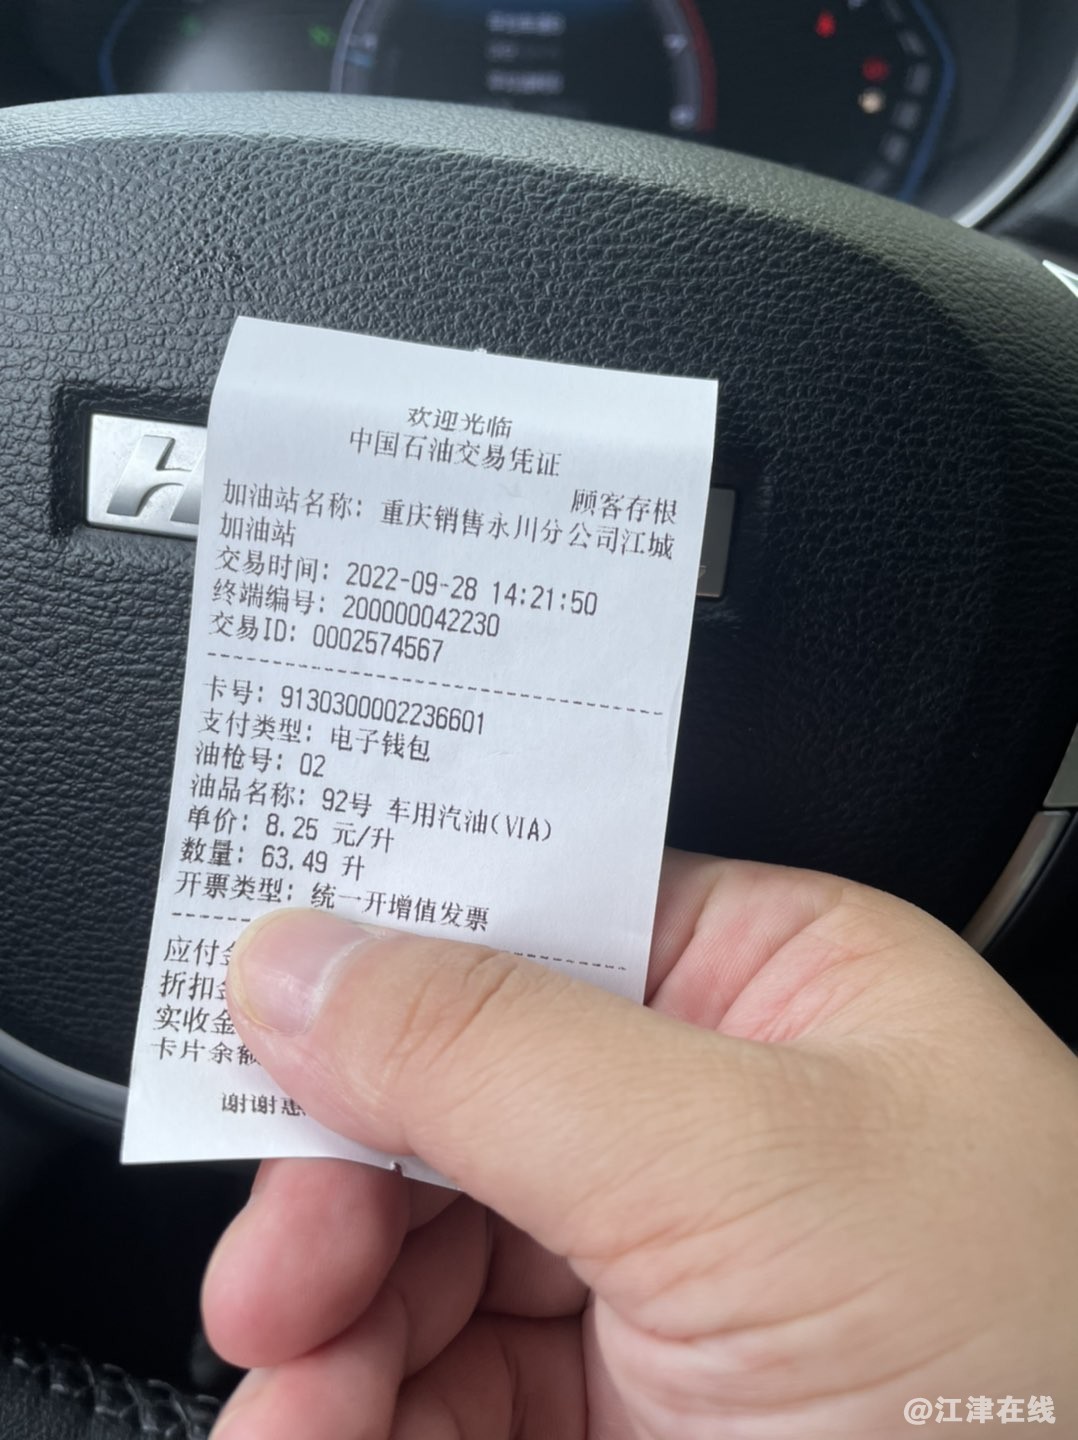 欢迎光临
中国石油交易凭证
顾客存根
加油站名称: 重庆销售永川分公司江城
加油站
交易时间: 2022-09-28 14:21:50
终端编号: 200000042230
交易ID: 0002574567
卡号: 9130300002236601
支付类型: 电子钱包
油枪号: 02
油品名称: 92号 车用汽油(VIA)
单价: 8.25 元/升
数量: 63.49 升
开票类型: 统一开增值发票
应付
折扣
实收金
卡片余额
谢谢惠
H
@江津在线